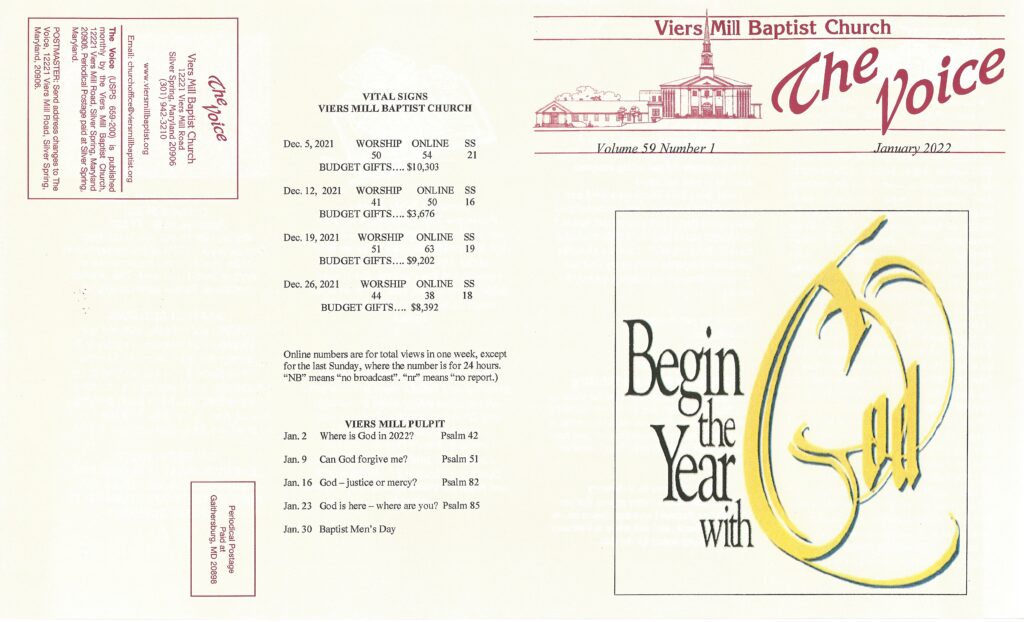 The Voice
Viers Mill Baptist Church
12221 Viers Mill Road
Silver Spring, Maryland 20906
(301) 942-3210
www.viersmillbaptist.org
Email: churchoffice@viersmillbaptist.org
The Voice (USPS 659-200) is published
monthly by the Viers Mill Baptist Church,
12221 Viers Mill Road, Silver Spring, Maryland
20906. Periodical Postage paid at Silver Spring,
Maryland.
POSTMASTER: Send address changes to The
Voice, 12221 Viers Mill Road, Silver Spring,
Maryland, 20906.
Periodical Postage
Paid at
Gaithersburg, MD 20898
VITAL SIGNS
VIERS MILL BAPTIST CHURCH
Dec. 5, 2021 WORSHIP ONLINE SS
50 54 21
BUDGET GIFTS…. $10,303
Dec. 12, 2021 WORSHIP ONLINE SS
41 50 16
BUDGET GIFTS…. $3,676
Dec. 19, 2021 WORSHIP ONLINE SS
51 63 19
BUDGET GIFTS…. $9,202
Dec. 26, 2021 WORSHIP ONLINE SS
44 38 18
BUDGET GIFTS…. $8,392
Online numbers are for total views in one week, except
for the last Sunday, where the number is for 24 hours.
“NB” means “no broadcast”. “nr” means “no report.)
VIERS MILL PULPIT
Jan. 2 Where is God in 2022? Psalm 42
Jan. 9 Can God forgive me? Psalm 51
Jan. 16 God – justice or mercy? Psalm 82
Jan. 23 God is here – where are you? Psalm 85
Jan. 30 Baptist Men's Day
Viers Mill Baptist Church
The Voice
Volume 59 Number 1 January 2022
Begin
the
Year
with
God